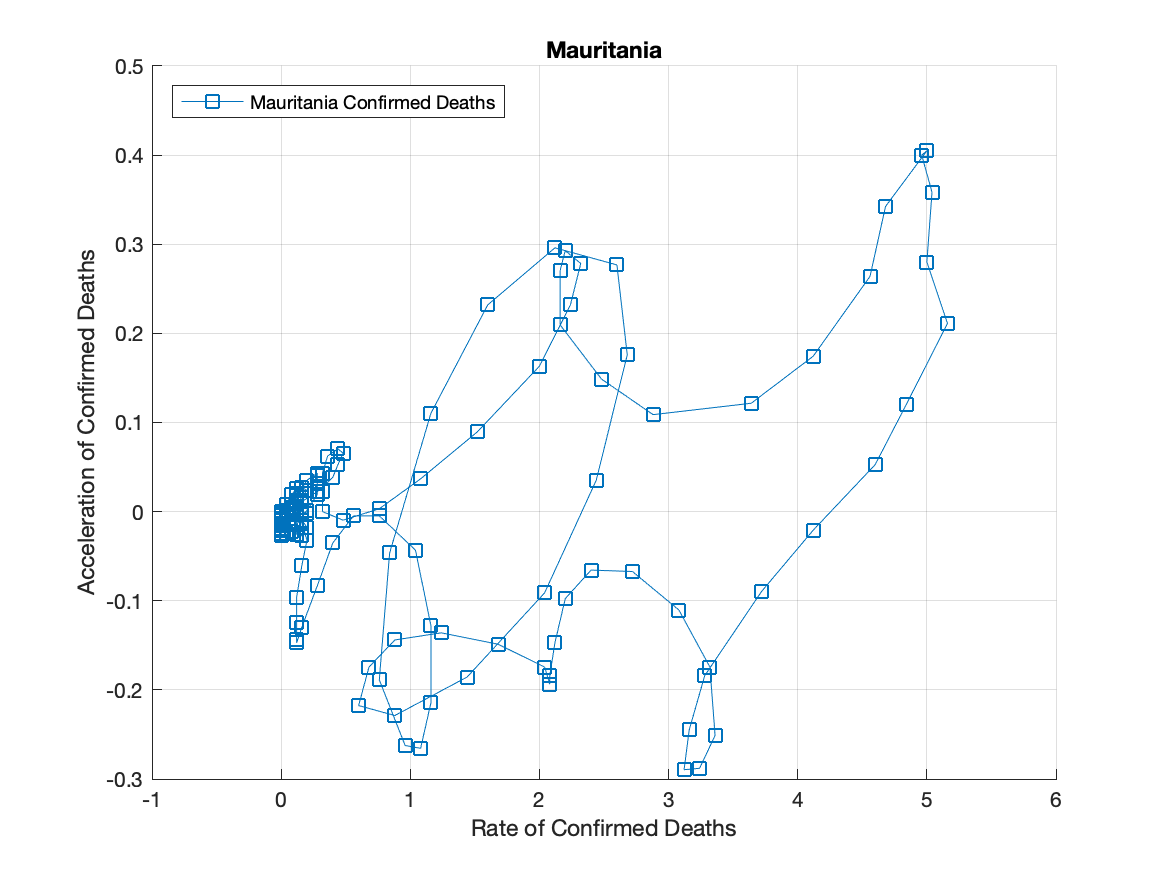 Mauritania
Mauritania Confirmed Deaths
0.5
0.4
0.3
0.2
0.1
0
-0.1
-0.2
-0.3
Acceleration of Confirmed Deaths
-1 0 1 2 3 4 5 6
Rate of Confirmed Deaths